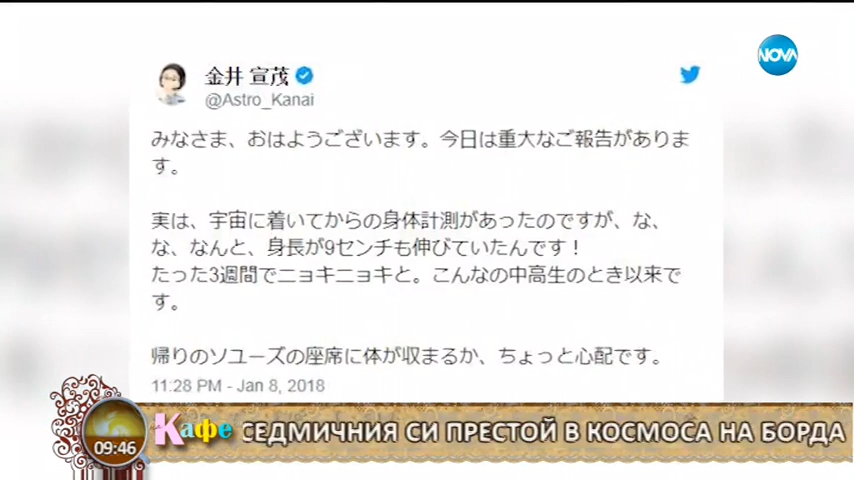 NOVA
金井 宣茂
@Astro_Kanai
みなさま、おはようございます。今日は重大なご報告がありま
す。
実は、宇宙に着いてからの身体計測があったのですが、な、
な、なんと、身長が9センチも伸びていたんです！
たった3週間でニョキニョキと。こんなの中高生のとき以来で
す。
帰りのソユーズの座席に体が収まるか、ちょっと心配です。
11:28 PM - Jan 8, 2018
09:46
Кафе
СЕДМИЧНИЯ СИ ПРЕСТОЙ В КОСМОСА НА БОРДА